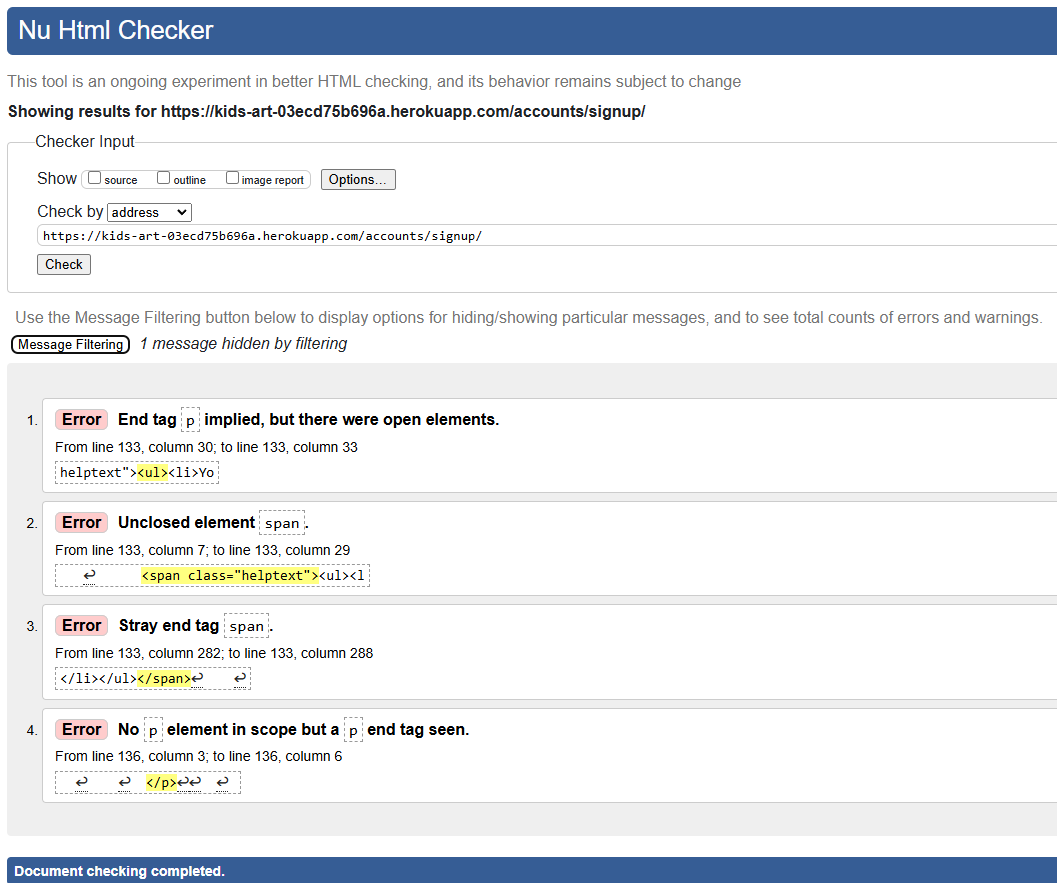 Nu Html Checker
This tool is an ongoing experiment in better HTML checking, and its behavior remains subject to change
Showing results for https://kids-art-03ecd75b696a.herokuapp.com/accounts/signup/
Checker Input
Show source outline image report Options...
Check by address
https://kids-art-03ecd75b696a.herokuapp.com/accounts/signup/
Check
Use the Message Filtering button below to display options for hiding/showing particular messages, and to see total counts of errors and warnings.
Message Filtering 1 message hidden by filtering
1. Error End tag p implied, but there were open elements.
From line 133, column 30; to line 133, column 33
helptext"><ul><li>Yo
2. Error Unclosed element span.
From line 133, column 7; to line 133, column 29
↩ <span class="helptext"><ul><l
3. Error Stray end tag span.
From line 133, column 282; to line 133, column 288
</li></ul></span>↩ ↩
4. Error No p element in scope but a p end tag seen.
From line 136, column 3; to line 136, column 6
↩ ↩ </p>↩↩ ↩
Document checking completed.